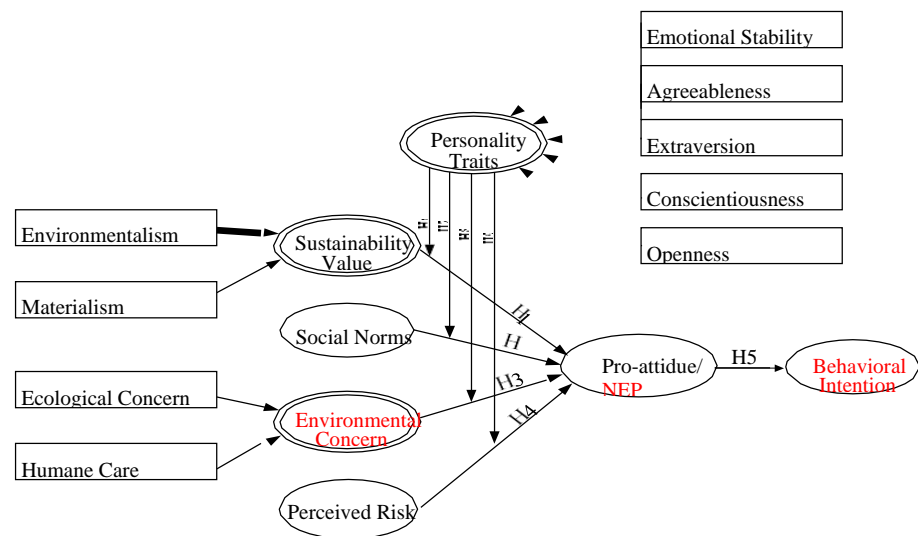 Emotional Stability
Agreeableness
Extraversion
Conscientiousness
Openness
Personality
Traits
Environmentalism
Materialism
Sustainability
Value
Social Norms
Ecological Concern
Humane Care
Environmental
Concern
Perceived Risk
H1
H
H3
H4
Pro-attidue/
NEP
H5
Behavioral
Intention